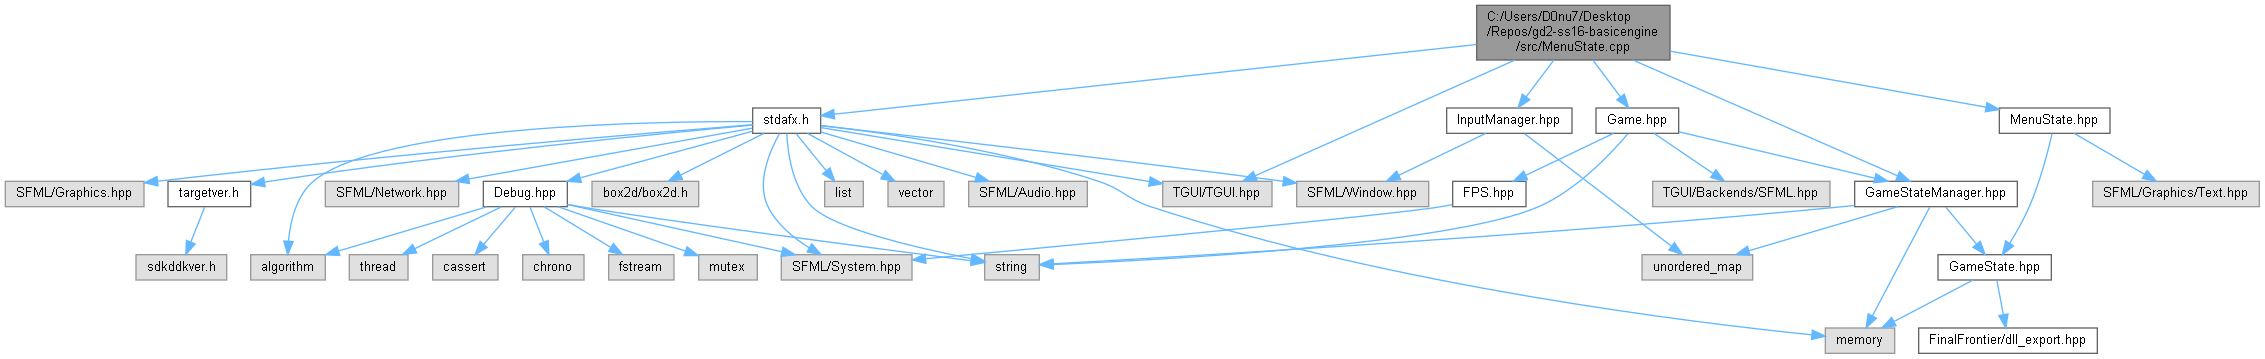 C:/Users/D0nu7/Desktop
/Repos/gd2-ss16-basicengine
/src/MenuState.cpp
stdafx.h
InputManager.hpp
Game.hpp
MenuState.hpp
SFML/Graphics.hpp
targetver.h
SFML/Network.hpp
Debug.hpp
box2d/box2d.h
list
vector
SFML/Audio.hpp
TGUI/TGUI.hpp
SFML/Window.hpp
FPS.hpp
TGUI/Backends/SFML.hpp
GameStateManager.hpp
SFML/Graphics/Text.hpp
sdkddkver.h
algorithm
thread
cassert
chrono
fstream
mutex
SFML/System.hpp
string
unordered_map
GameState.hpp
memory
FinalFrontier/dll_export.hpp